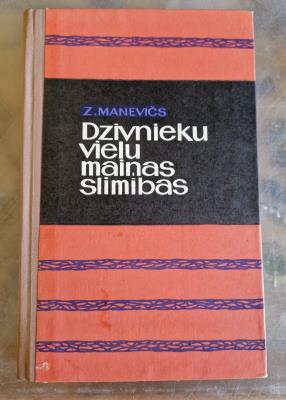 Z. MANEVIČS
Dzīvnieku
vielu
maiņas
slimības